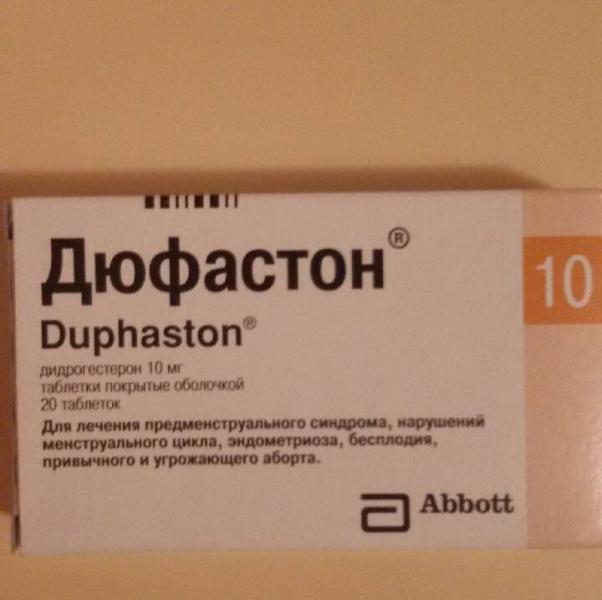 Дюфастон®
10
Duphaston®
дидрогестерон 10 мг
таблетки покрытые оболочкой
20 таблеток
Для лечения предменструального синдрома, нарушений
менструального цикла, эндометриоза, бесплодия,
привычного и угрожающего аборта.
Abbott